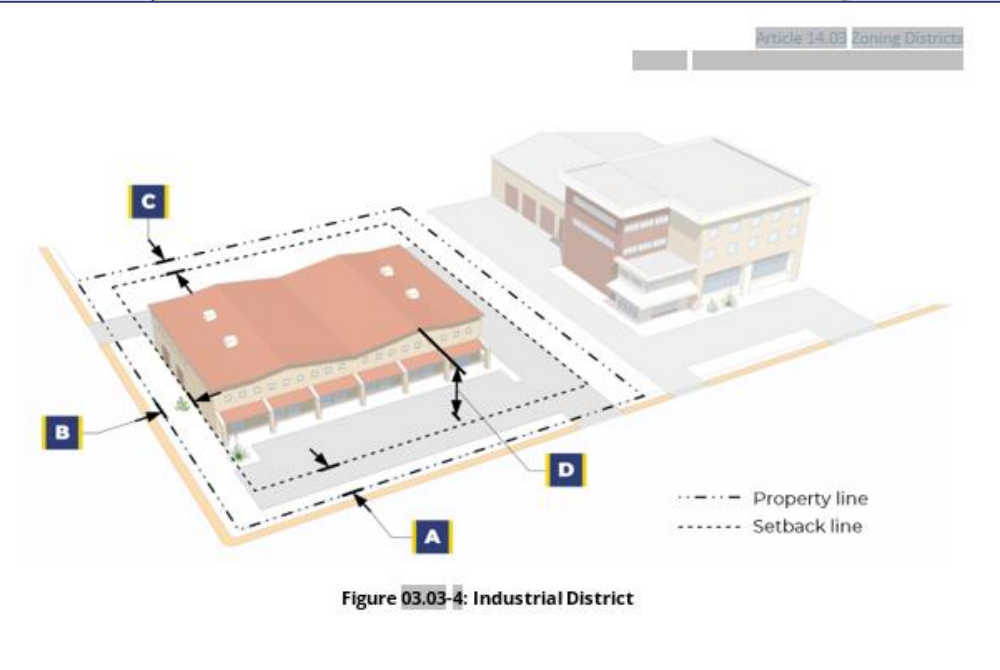 Article 14.03 Zoning Districts
C
B
D
A
Property line
Setback line
Figure 03.03-4: Industrial District